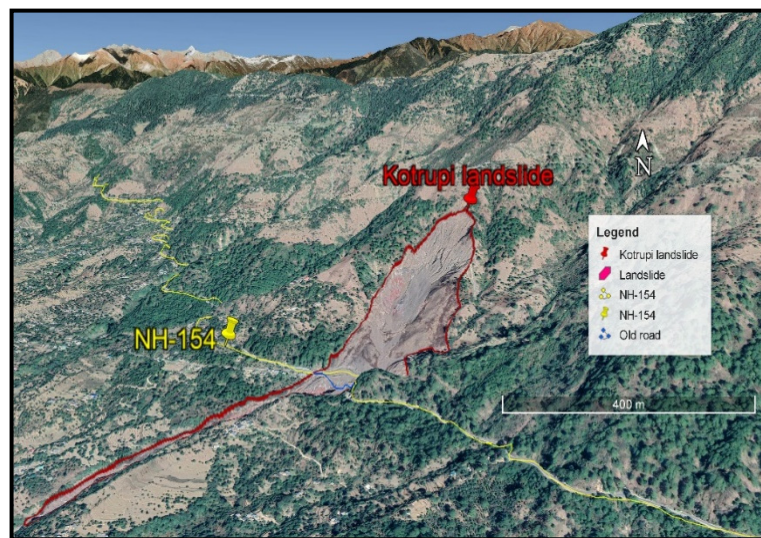 Kotrupi landslide
N
NH-154
Legend
Kotrupi landslide
Landslide
NH-154
NH-154
Old road
400 m